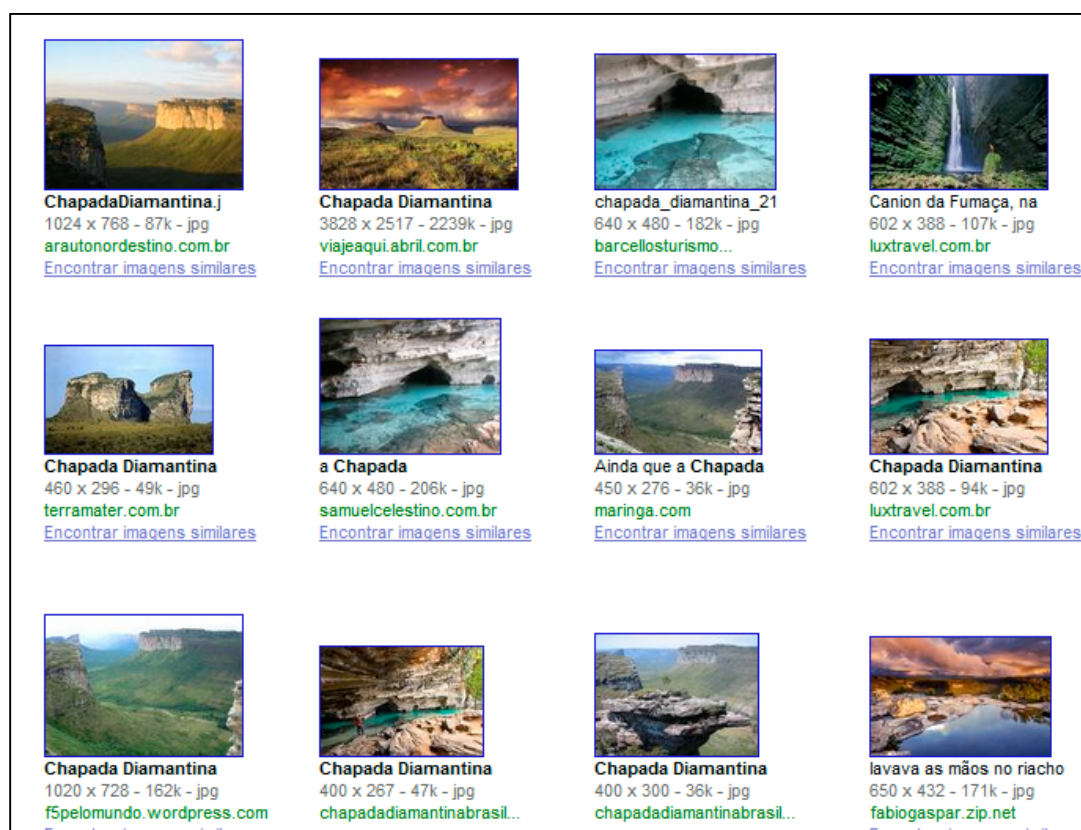 ChapadaDiamantina.j
1024 x 768 - 87k - jpg
arautonordestino.com.br
Encontrar imagens similares
Chapada Diamantina
3828 x 2517 - 2239k - jpg
viajeaqui.abril.com.br
Encontrar imagens similares
chapada_diamantina_21
640 x 480 - 182k - jpg
barcellosturismo...
Encontrar imagens similares
Canion da Fumaça, na
602 x 388 - 107k - jpg
luxtravel.com.br
Encontrar imagens similares
Chapada Diamantina
460 x 296 - 49k - jpg
terramater.com.br
Encontrar imagens similares
a Chapada
640 x 480 - 206k - jpg
samuelcelestino.com.br
Encontrar imagens similares
Ainda que a Chapada
450 x 276 - 36k - jpg
maringa.com
Encontrar imagens similares
Chapada Diamantina
602 x 388 - 94k - jpg
luxtravel.com.br
Encontrar imagens similares
Chapada Diamantina
1020 x 728 - 162k - jpg
f5pelomundo.wordpress.com
Chapada Diamantina
400 x 267 - 47k - jpg
chapadadiamantinabrasil...
Chapada Diamantina
400 x 300 - 36k - jpg
chapadadiamantinabrasil...
lavava as mãos no riacho
650 x 432 - 171k - jpg
fabiogaspar.zip.net